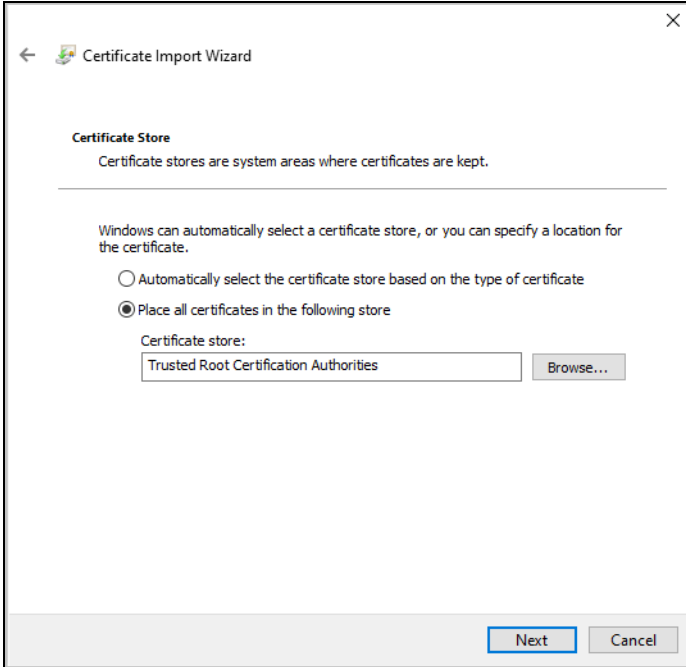 Certificate Import Wizard
Certificate Store
Certificate stores are system areas where certificates are kept.
Windows can automatically select a certificate store, or you can specify a location for
the certificate.
Automatically select the certificate store based on the type of certificate
Place all certificates in the following store
Certificate store:
Trusted Root Certification Authorities
Browse...
Next
Cancel